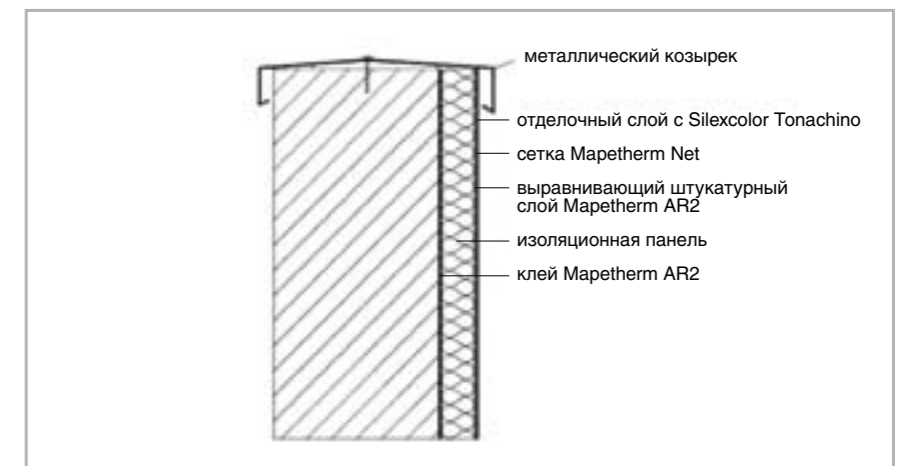 металлический козырек
отделочный слой с Silexcolor Tonachino
сетка Mapetherm Net
выравнивающий штукатурный
слой Mapetherm AR2
изоляционная панель
клей Mapetherm AR2